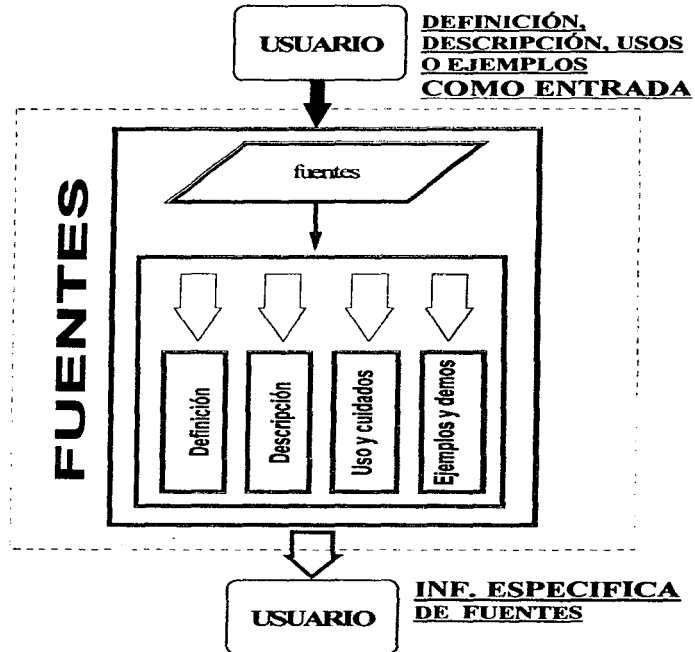 USUARIO
DEFINICIÓN,
DESCRIPCIÓN, USOS
O EJEMPLOS
COMO ENTRADA
FUENTES
fuentes
Definición
Descripción
Uso y cuidados
Ejemplos y demos
USUARIO
INF. ESPECIFICA
DE FUENTES